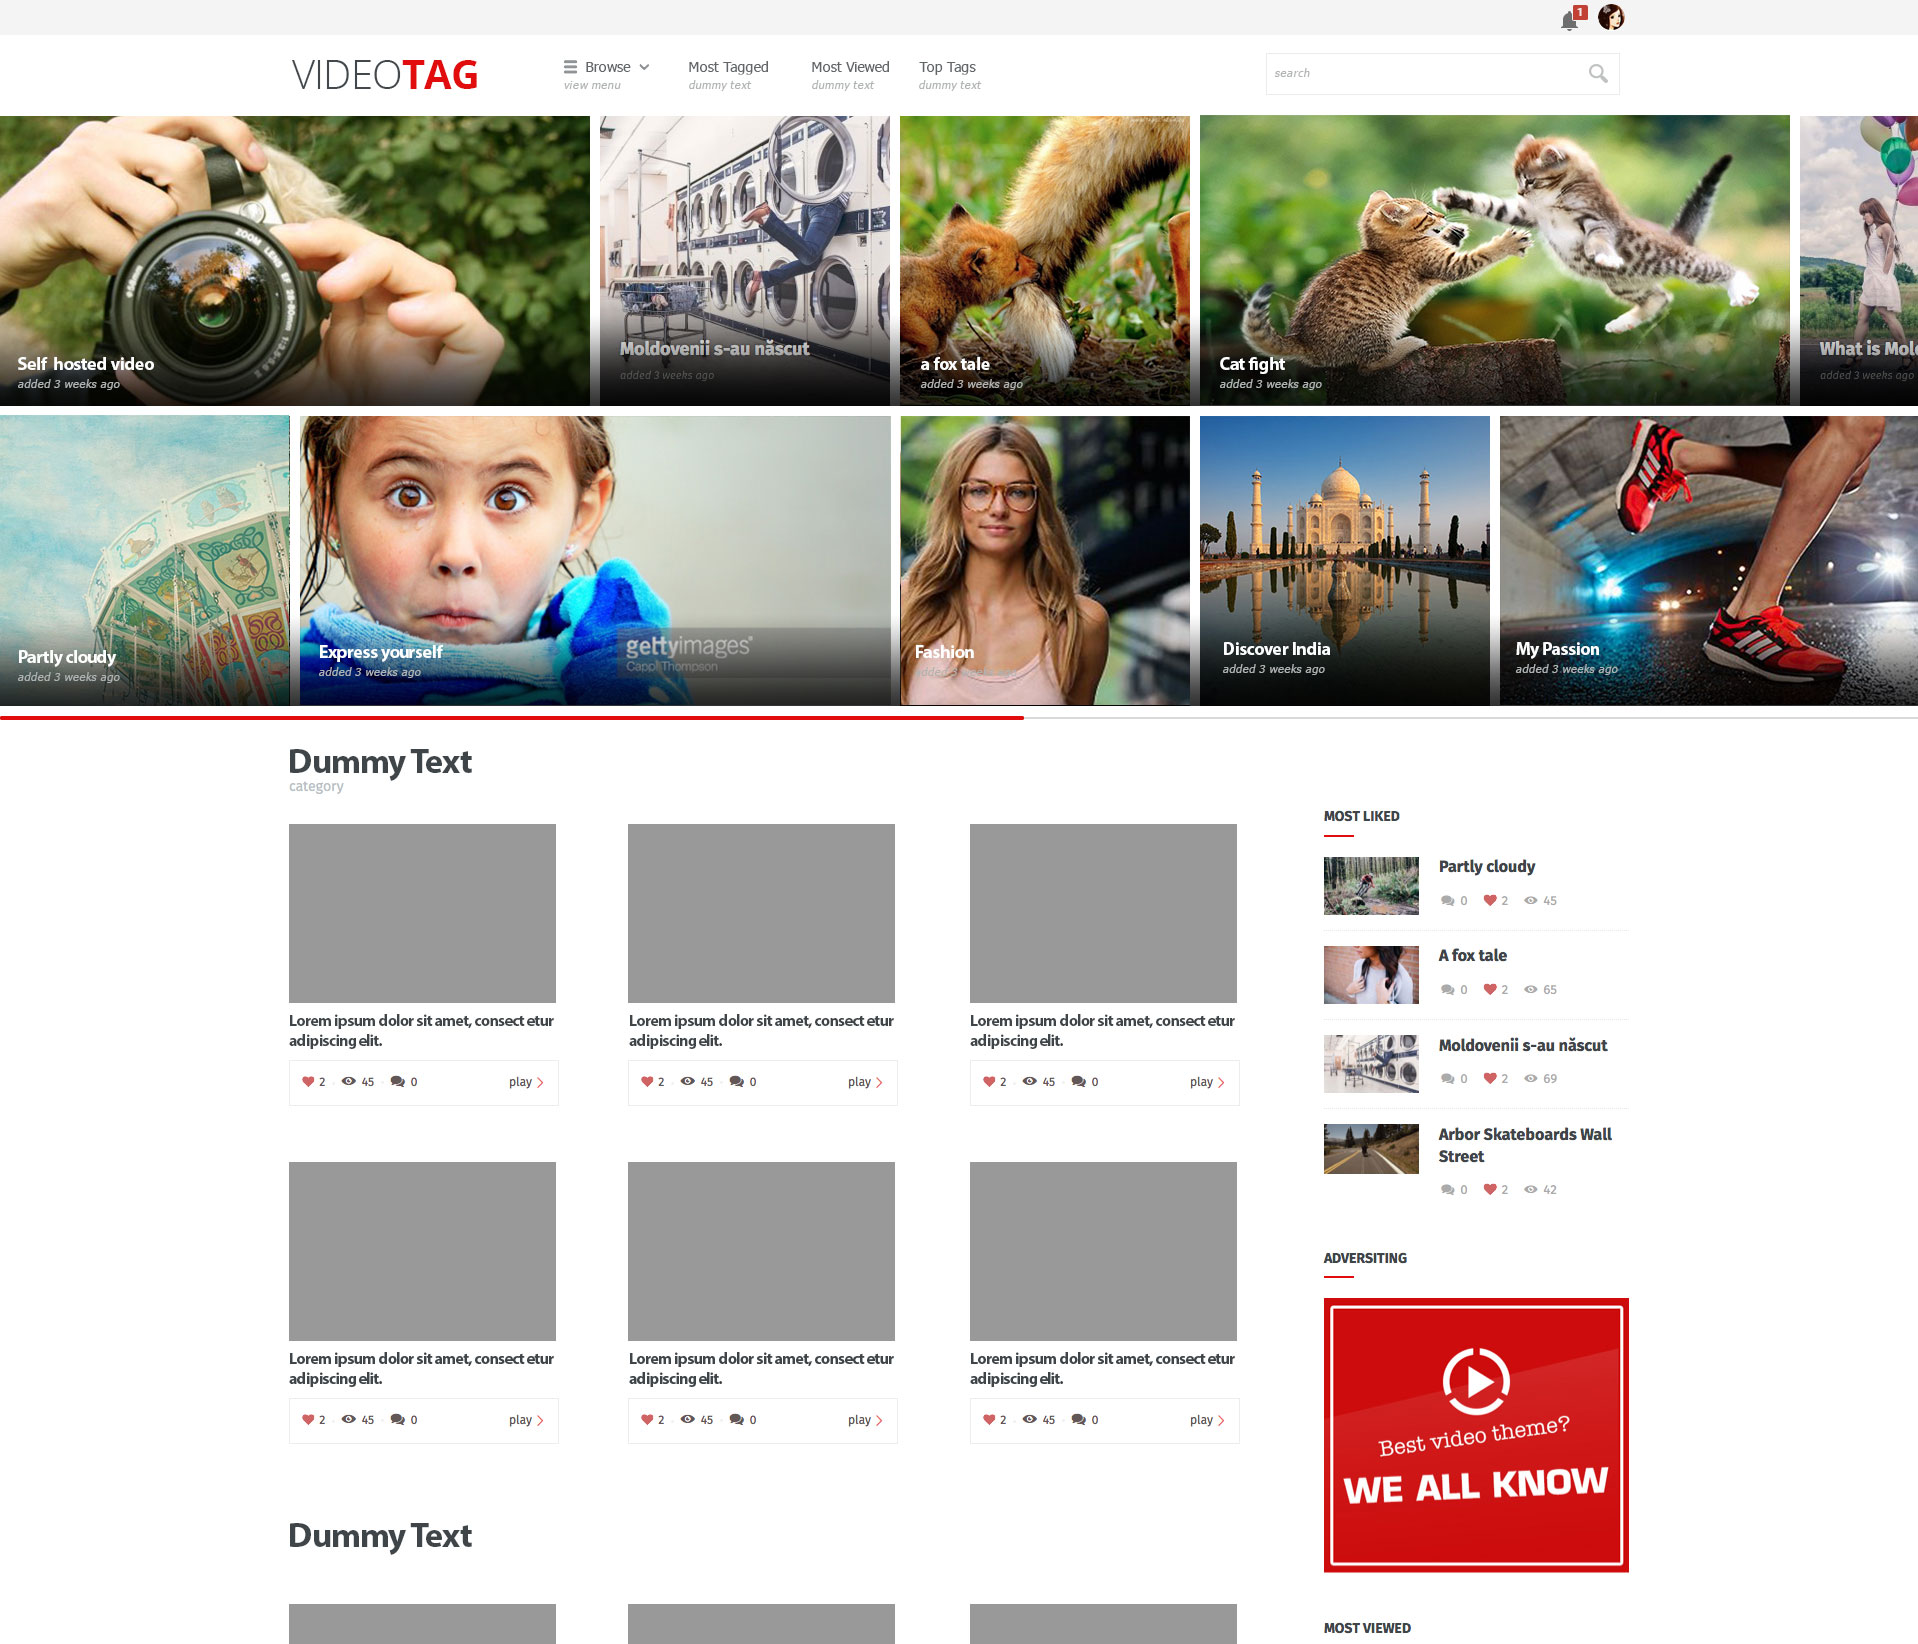 1
VIDEOTAG
Browse
view menu
Most Tagged
dummy text
Most Viewed
dummy text
Top Tags
dummy text
search
ZOOM LENS EF 28-80mm
Self hosted video
added 3 weeks ago
Moldovenii s-au născut
added 3 weeks ago
a fox tale
added 3 weeks ago
Cat fight
added 3 weeks ago
What is Mol
added 3 weeks ago
Partly cloudy
added 3 weeks ago
gettyimages®
Cappi Thompson
Express yourself
added 3 weeks ago
Fashion
added 3 weeks ago
Discover India
added 3 weeks ago
My Passion
added 3 weeks ago
Dummy Text
category
Lorem ipsum dolor sit amet, consect etur
adipiscing elit.
2 45 0 play
Lorem ipsum dolor sit amet, consect etur
adipiscing elit.
2 45 0 play
Lorem ipsum dolor sit amet, consect etur
adipiscing elit.
2 45 0 play
Lorem ipsum dolor sit amet, consect etur
adipiscing elit.
2 45 0 play
Lorem ipsum dolor sit amet, consect etur
adipiscing elit.
2 45 0 play
Lorem ipsum dolor sit amet, consect etur
adipiscing elit.
2 45 0 play
Dummy Text
MOST LIKED
Partly cloudy
0 2 45
A fox tale
0 2 65
Moldovenii s-au născut
0 2 69
Arbor Skateboards Wall
Street
0 2 42
ADVERSITING
Best video theme?
WE ALL KNOW
MOST VIEWED